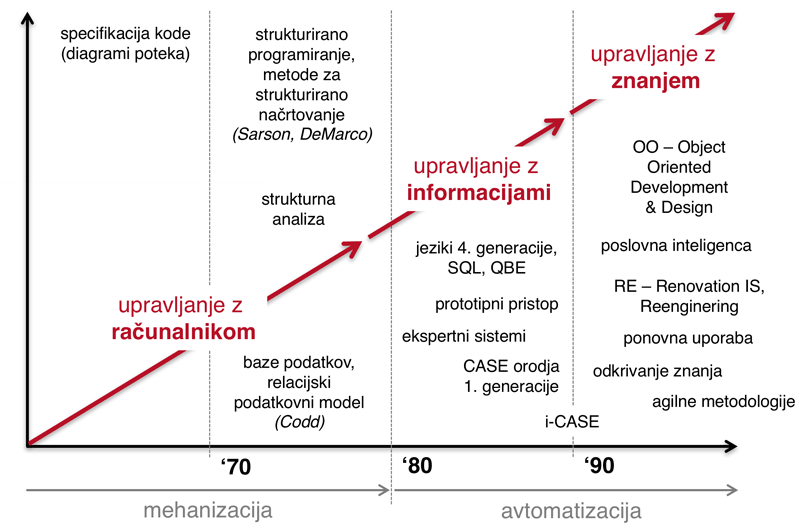 specifikacija kode
(diagrami poteka)
strukturirano
programiranje,
metode za
strukturirano
načrtovanje
(Sarson, DeMarco)
strukturna
analiza
upravljanje z
računalnikom
baze podatkov,
relacijski
podatkovni model
(Codd)
upravljanje z
informacijami
jeziki 4. generacije,
SQL, QBE
prototipni pristop
ekspertni sistemi
CASE orodja
1. generacije
i-CASE
upravljanje z
znanjem
OO – Object
Oriented
Development
& Design
poslovna inteligenca
RE – Renovation IS,
Reenginering
ponovna uporaba
odkrivanje znanja
agilne metodologije
‘70
‘80
‘90
mehanizacija
avtomatizacija